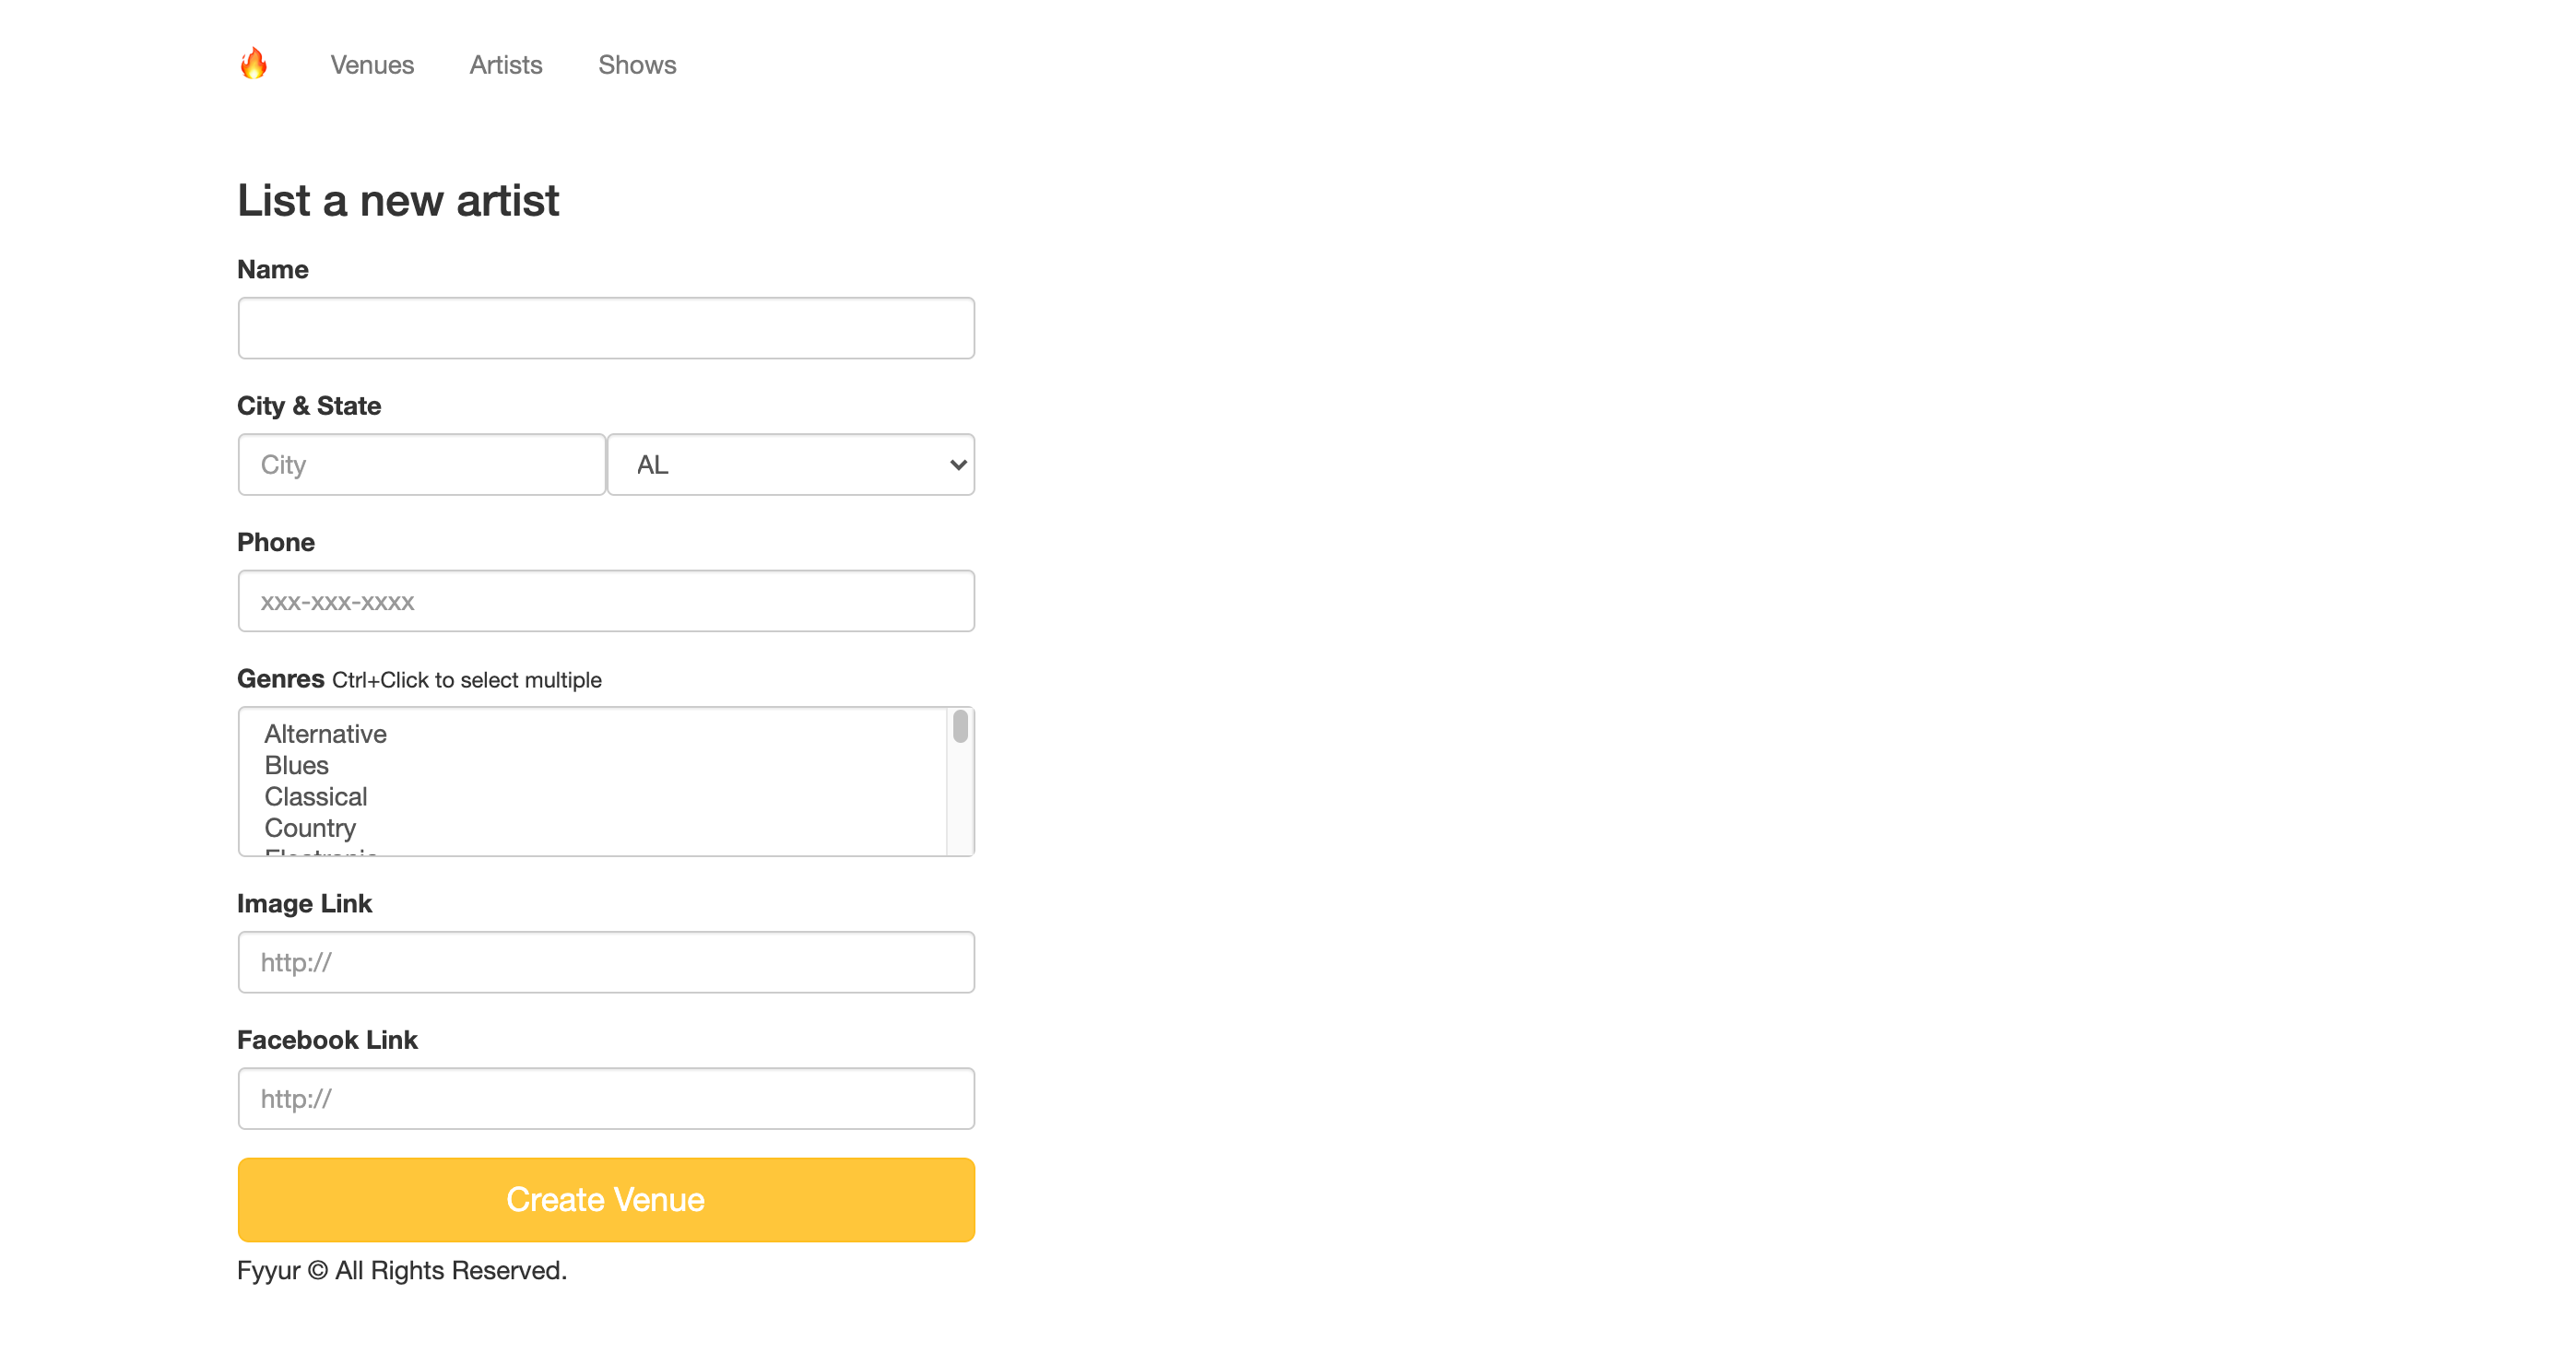 Venues Artists Shows
List a new artist
Name
City & State
City AL
Phone
xxx-xxx-xxxx
Genres Ctrl+Click to select multiple
Alternative
Blues
Classical
Country
Image Link
http://
Facebook Link
http://
Create Venue
Fyyur © All Rights Reserved.